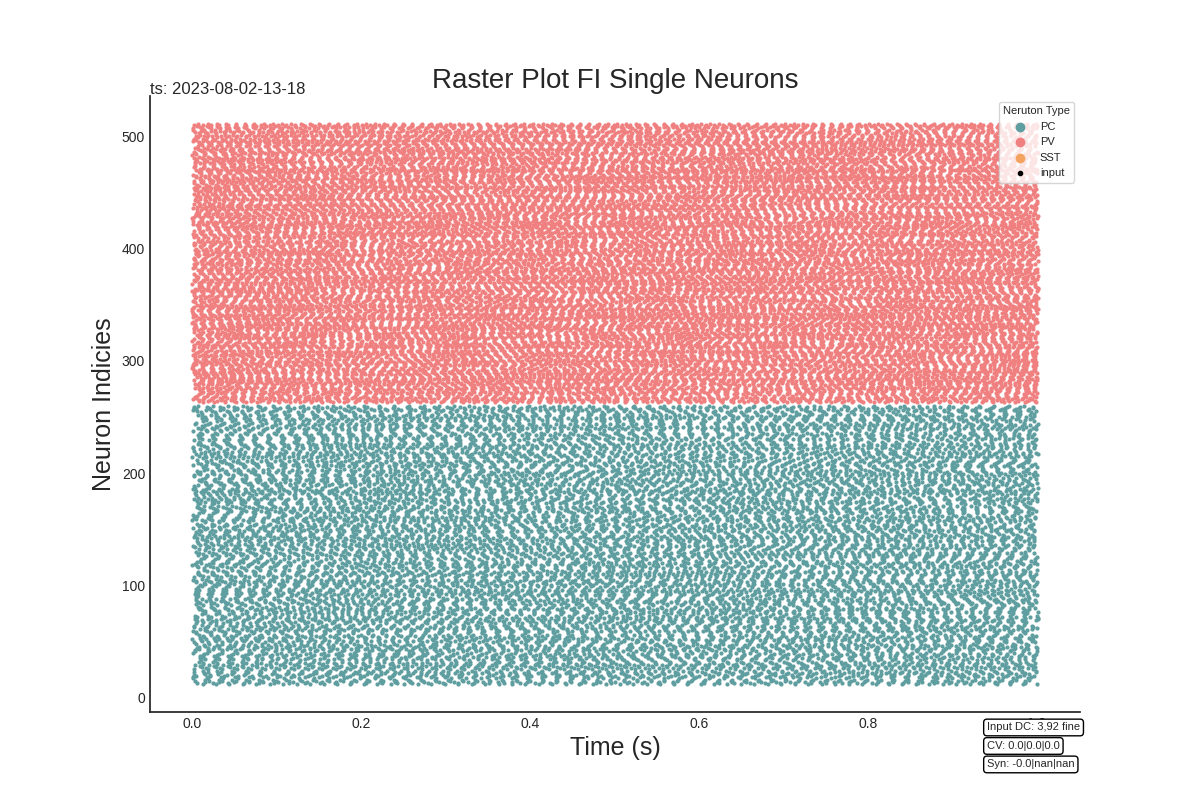 Raster Plot FI Single Neurons
ts: 2023-08-02-13-18
Neruton Type
PC
PV
SST
input
500
400
300
200
100
0
Neuron Indicies
0.0
0.2
0.4
0.6
0.8
Time (s)
Input DC: 3,92 fine
CV: 0.0|0.0|0.0
Syn: -0.0|nan|nan